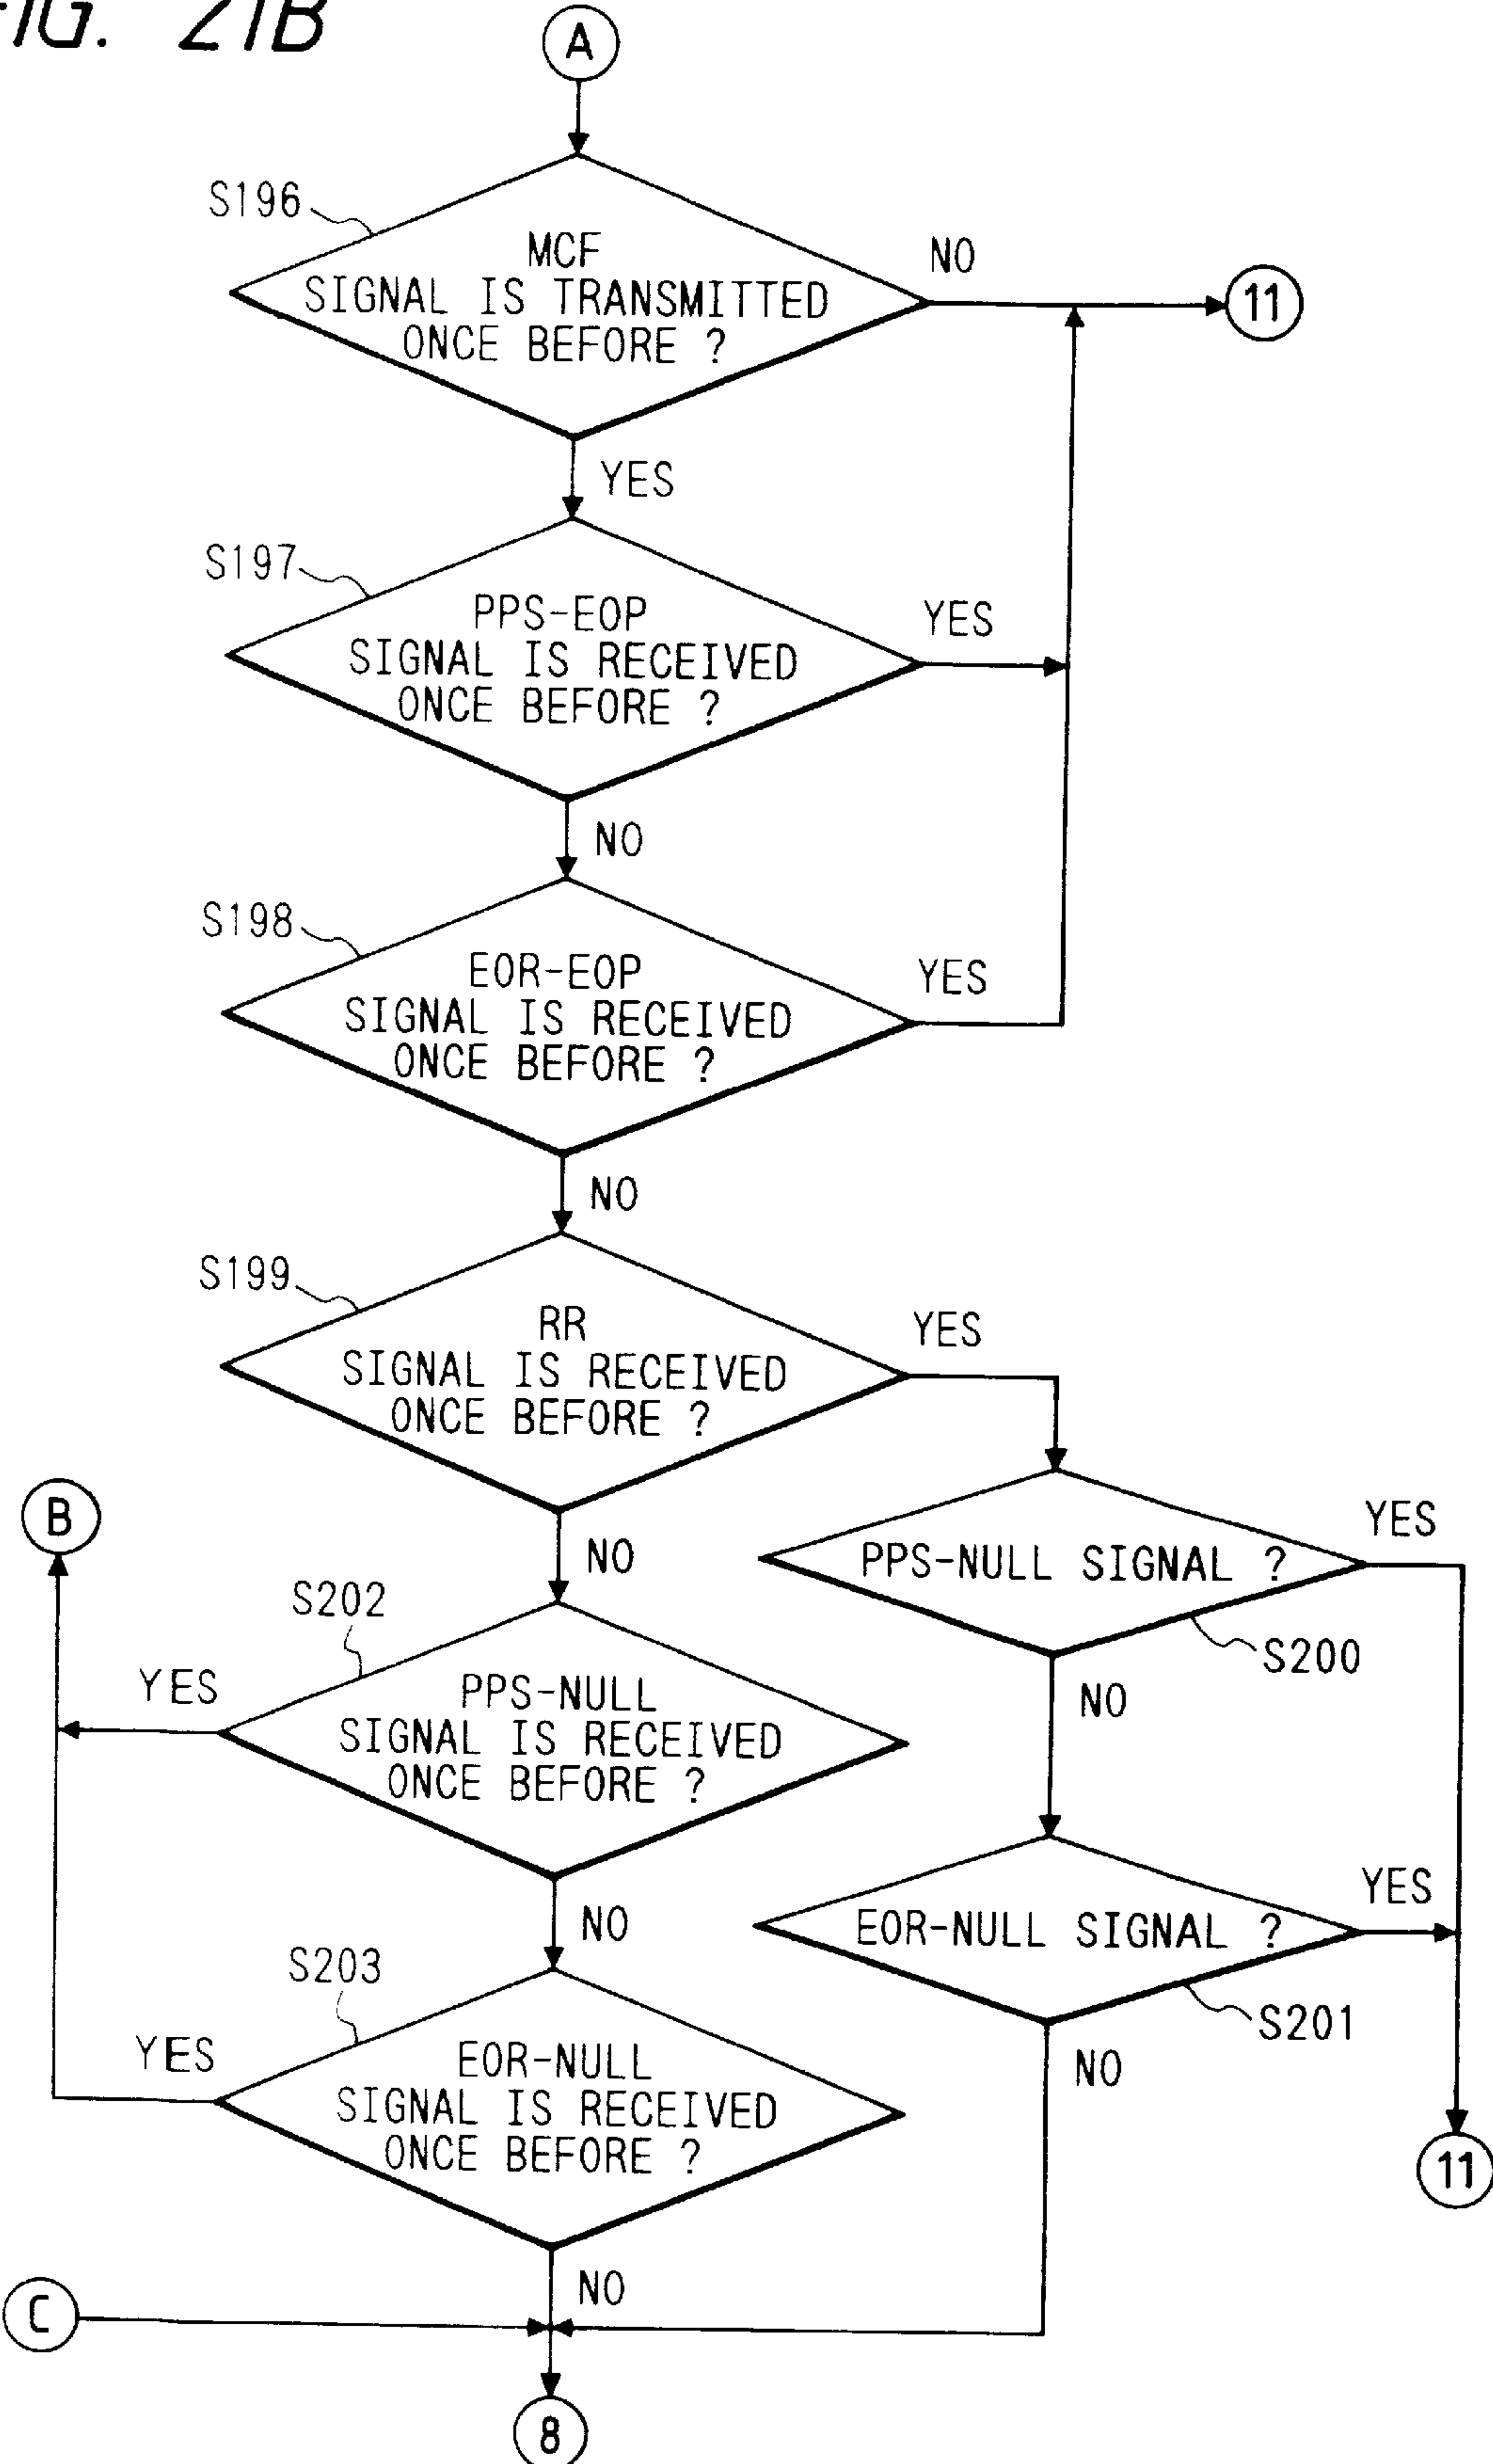 FIG. 21B
A
S196
MCF
SIGNAL IS TRANSMITTED
ONCE BEFORE ?
NO
11
YES
S197
PPS-EOP
SIGNAL IS RECEIVED
ONCE BEFORE ?
YES
NO
S198
EOR-EOP
SIGNAL IS RECEIVED
ONCE BEFORE ?
YES
NO
S199
RR
SIGNAL IS RECEIVED
ONCE BEFORE ?
YES
NO
B
PPS-NULL SIGNAL ?
YES
S200
NO
S202
PPS-NULL
SIGNAL IS RECEIVED
ONCE BEFORE ?
YES
NO
EOR-NULL SIGNAL ?
YES
S201
NO
S203
EOR-NULL
SIGNAL IS RECEIVED
ONCE BEFORE ?
YES
NO
11
C
8